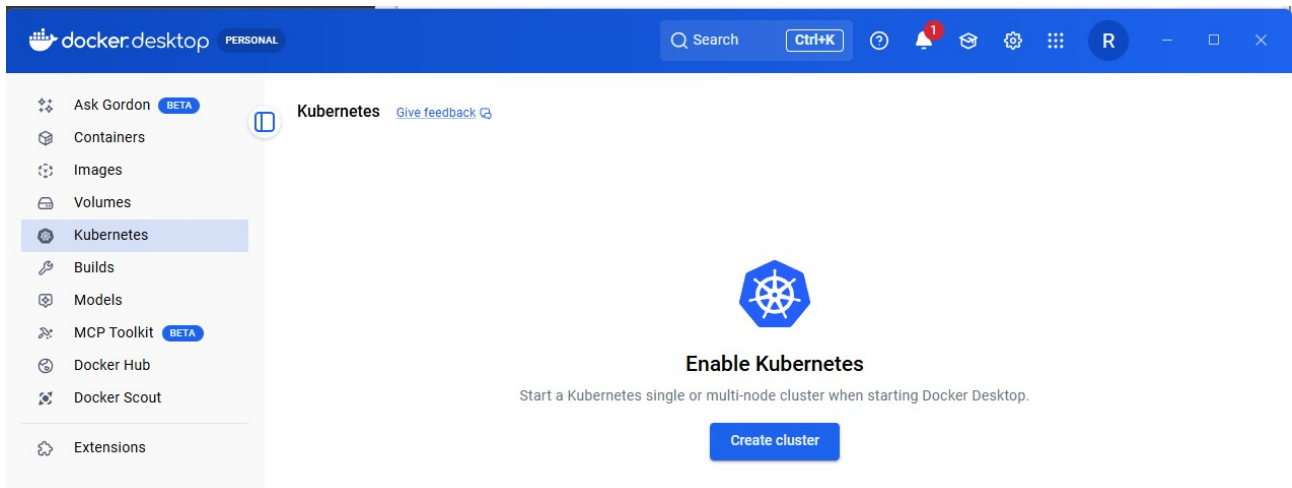 docker.desktop PERSONAL Search Ctrl+K 1 R
Ask Gordon BETA
Containers
Images
Volumes
Kubernetes
Builds
Models
MCP Toolkit BETA
Docker Hub
Docker Scout
Extensions
Kubernetes Give feedback
Enable Kubernetes
Start a Kubernetes single or multi-node cluster when starting Docker Desktop.
Create cluster